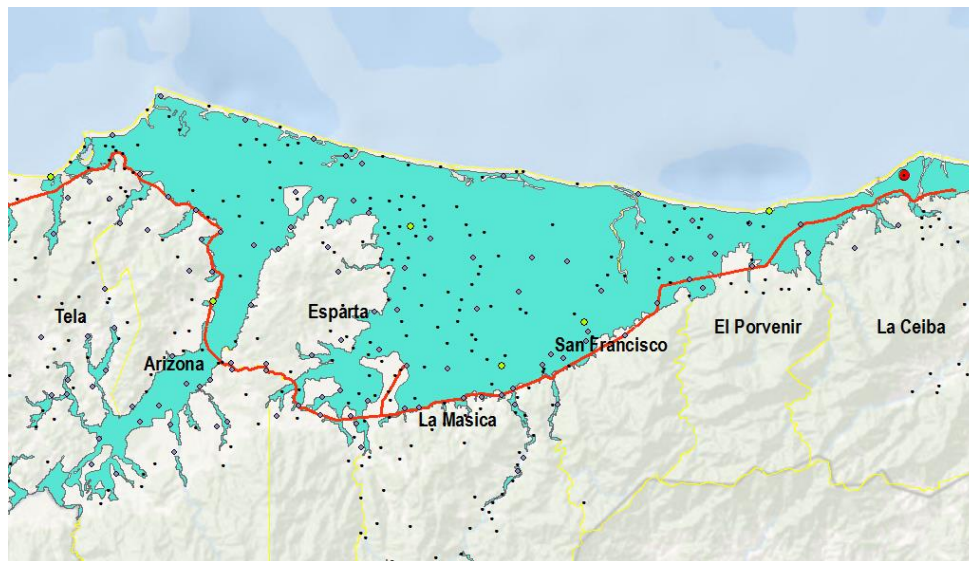 Tela
Esparta
Arizona
San Francisco
El Porvenir
La Ceiba
La Masica